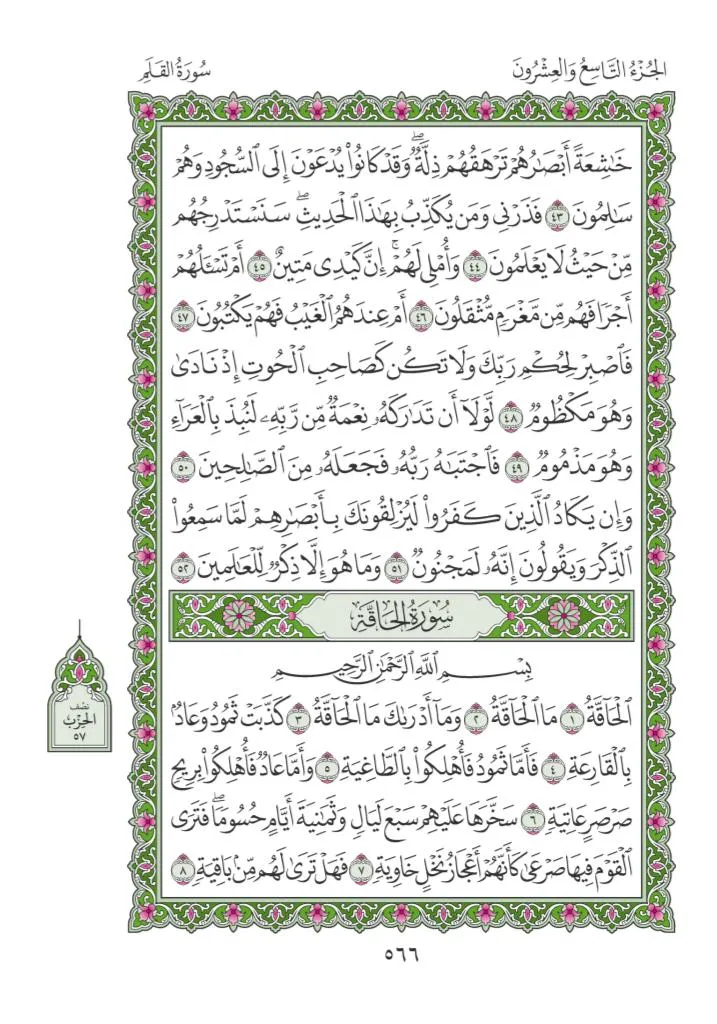 الجُزْءُ التَّاسِعُ وَالعِشْرُونَ
سُورَةُ القَلَمِ
خَٰشِعَةً أَبۡصَٰرُهُمۡ تَرۡهَقُهُمۡ ذِلَّةٞۖ وَقَدۡ كَانُواْ يُدۡعَوۡنَ إِلَى ٱلسُّجُودِ وَهُمۡ
سَٰلِمُونَ ٤٣ فَذَرۡنِي وَمَن يُكَذِّبُ بِهَٰذَا ٱلۡحَدِيثِۖ سَنَسۡتَدۡرِجُهُم
مِّنۡ حَيۡثُ لَا يَعۡلَمُونَ ٤٤ وَأُمۡلِي لَهُمۡۚ إِنَّ كَيۡدِي مَتِينٌ ٤٥ أَمۡ تَسۡـَٔلُهُمۡ
أَجۡرٗا فَهُم مِّن مَّغۡرَمٖ مُّثۡقَلُونَ ٤٦ أَمۡ عِندَهُمُ ٱلۡغَيۡبُ فَهُمۡ يَكۡتُبُونَ ٤٧
فَٱصۡبِرۡ لِحُكۡمِ رَبِّكَ وَلَا تَكُن كَصَاحِبِ ٱلۡحُوتِ إِذۡ نَادَىٰ
وَهُوَ مَكۡظُومٞ ٤٨ لَّوۡلَآ أَن تَدَٰرَكَهُۥ نِعۡمَةٞ مِّن رَّبِّهِۦ لَنُبِذَ بِٱلۡعَرَآءِ
وَهُوَ مَذۡمُومٞ ٤٩ فَٱجۡتَبَٰهُ رَبُّهُۥ فَجَعَلَهُۥ مِنَ ٱلصَّٰلِحِينَ ٥٠
وَإِن يَكَادُ ٱلَّذِينَ كَفَرُواْ لَيُزۡلِقُونَكَ بِأَبۡصَٰرِهِمۡ لَمَّا سَمِعُواْ
ٱلذِّكۡرَ وَيَقُولُونَ إِنَّهُۥ لَمَجۡنُونٞ ٥١ وَمَا هُوَ إِلَّا ذِكۡرٞ لِّلۡعَٰلَمِينَ ٥٢
سُورَةُ الحَاقَّةِ
بِسۡمِ ٱللَّهِ ٱلرَّحۡمَٰنِ ٱلرَّحِيمِ
ٱلۡحَآقَّةُ ١ مَا ٱلۡحَآقَّةُ ٢ وَمَآ أَدۡرَىٰكَ مَا ٱلۡحَآقَّةُ ٣ كَذَّبَتۡ ثَمُودُ وَعَادُۢ
بِٱلۡقَارِعَةِ ٤ فَأَمَّا ثَمُودُ فَأُهۡلِكُواْ بِٱلطَّاغِيَةِ ٥ وَأَمَّا عَادٞ فَأُهۡلِكُواْ بِرِيحٖ
صَرۡصَرٍ عَاتِيَةٖ ٦ سَخَّرَهَا عَلَيۡهِمۡ سَبۡعَ لَيَالٖ وَثَمَٰنِيَةَ أَيَّامٍ حُسُومٗاۖ فَتَرَى
ٱلۡقَوۡمَ فِيهَا صَرۡعَىٰ كَأَنَّهُمۡ أَعۡجَازُ نَخۡلٍ خَاوِيَةٖ ٧ فَهَلۡ تَرَىٰ لَهُم مِّنۢ بَاقِيَةٖ ٨
نصف
الحزب
٥٧
٥٦٦